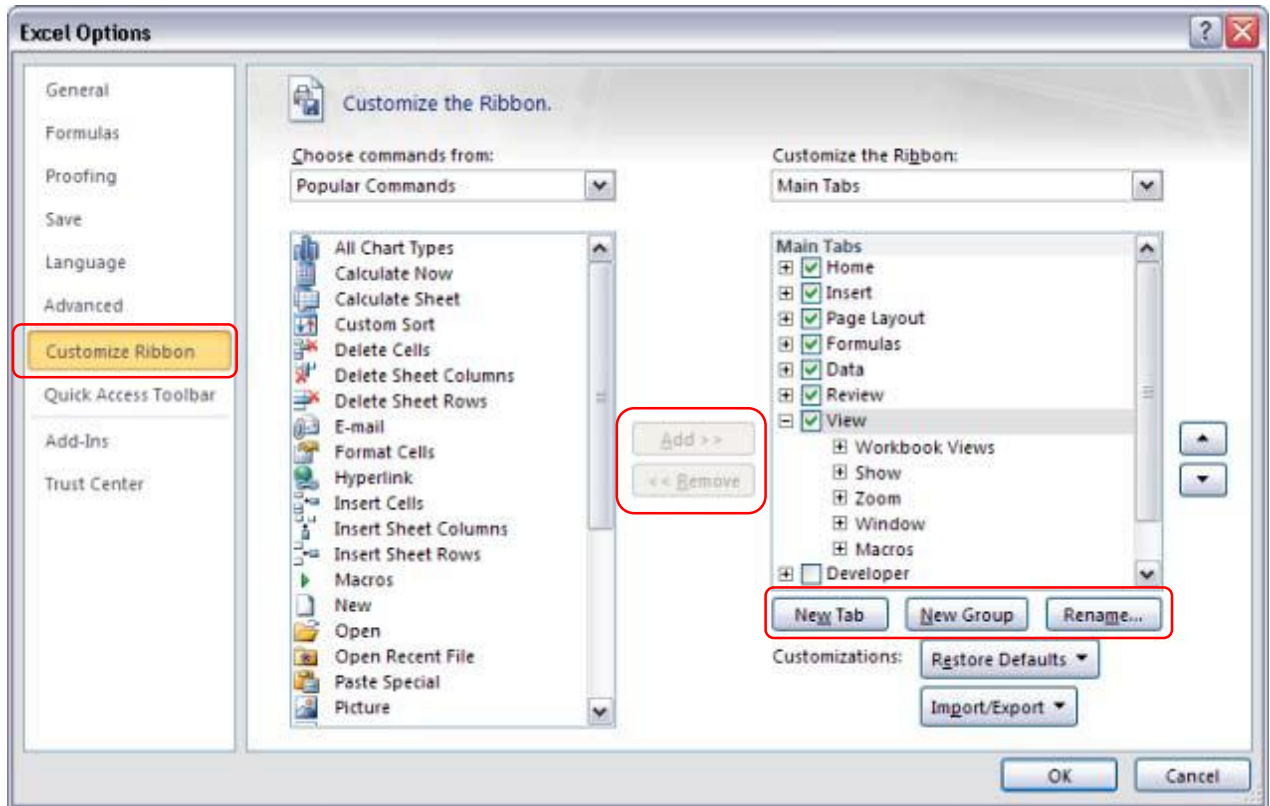 Excel Options
General
Formulas
Proofing
Save
Language
Advanced
Customize Ribbon
Quick Access Toolbar
Add-Ins
Trust Center
Customize the Ribbon.
Choose commands from:
Popular Commands
All Chart Types
Calculate Now
Calculate Sheet
Custom Sort
Delete Cells
Delete Sheet Columns
Delete Sheet Rows
E-mail
Format Cells
Hyperlink
Insert Cells
Insert Sheet Columns
Insert Sheet Rows
Macros
New
Open
Open Recent File
Paste Special
Picture
Add >>
<< Remove
Customize the Ribbon:
Main Tabs
Main Tabs
Home
Insert
Page Layout
Formulas
Data
Review
View
Workbook Views
Show
Zoom
Window
Macros
Developer
New Tab New Group Rename...
Customizations: Restore Defaults
Import/Export
OK Cancel